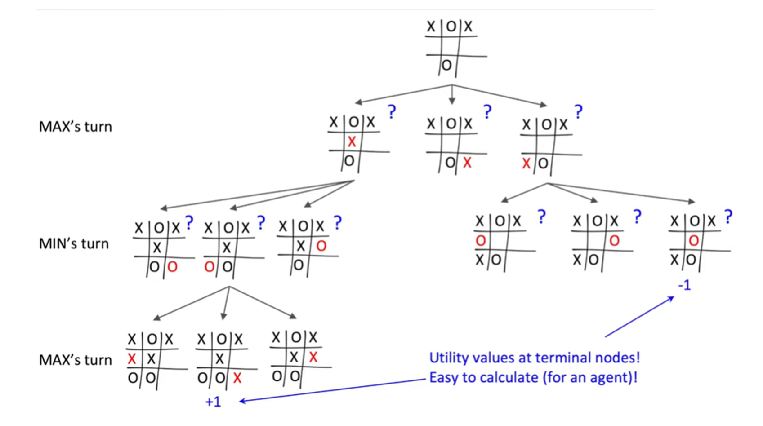 X|O|X
O
MAX's turn
X|O|X ? X|O|X ? X|O|X ?
X
O O X X O
MIN's turn
X|O|X ? X|O|X ? X|O|X ? X|O|X ? X|O|X ? X|O|X ?
X X X O O O O
O O O O O X O X O X O
-1
MAX's turn
X|O|X X|O|X X|O|X
X X X X X
O O O O X O O
+1
Utility values at terminal nodes!
Easy to calculate (for an agent)!